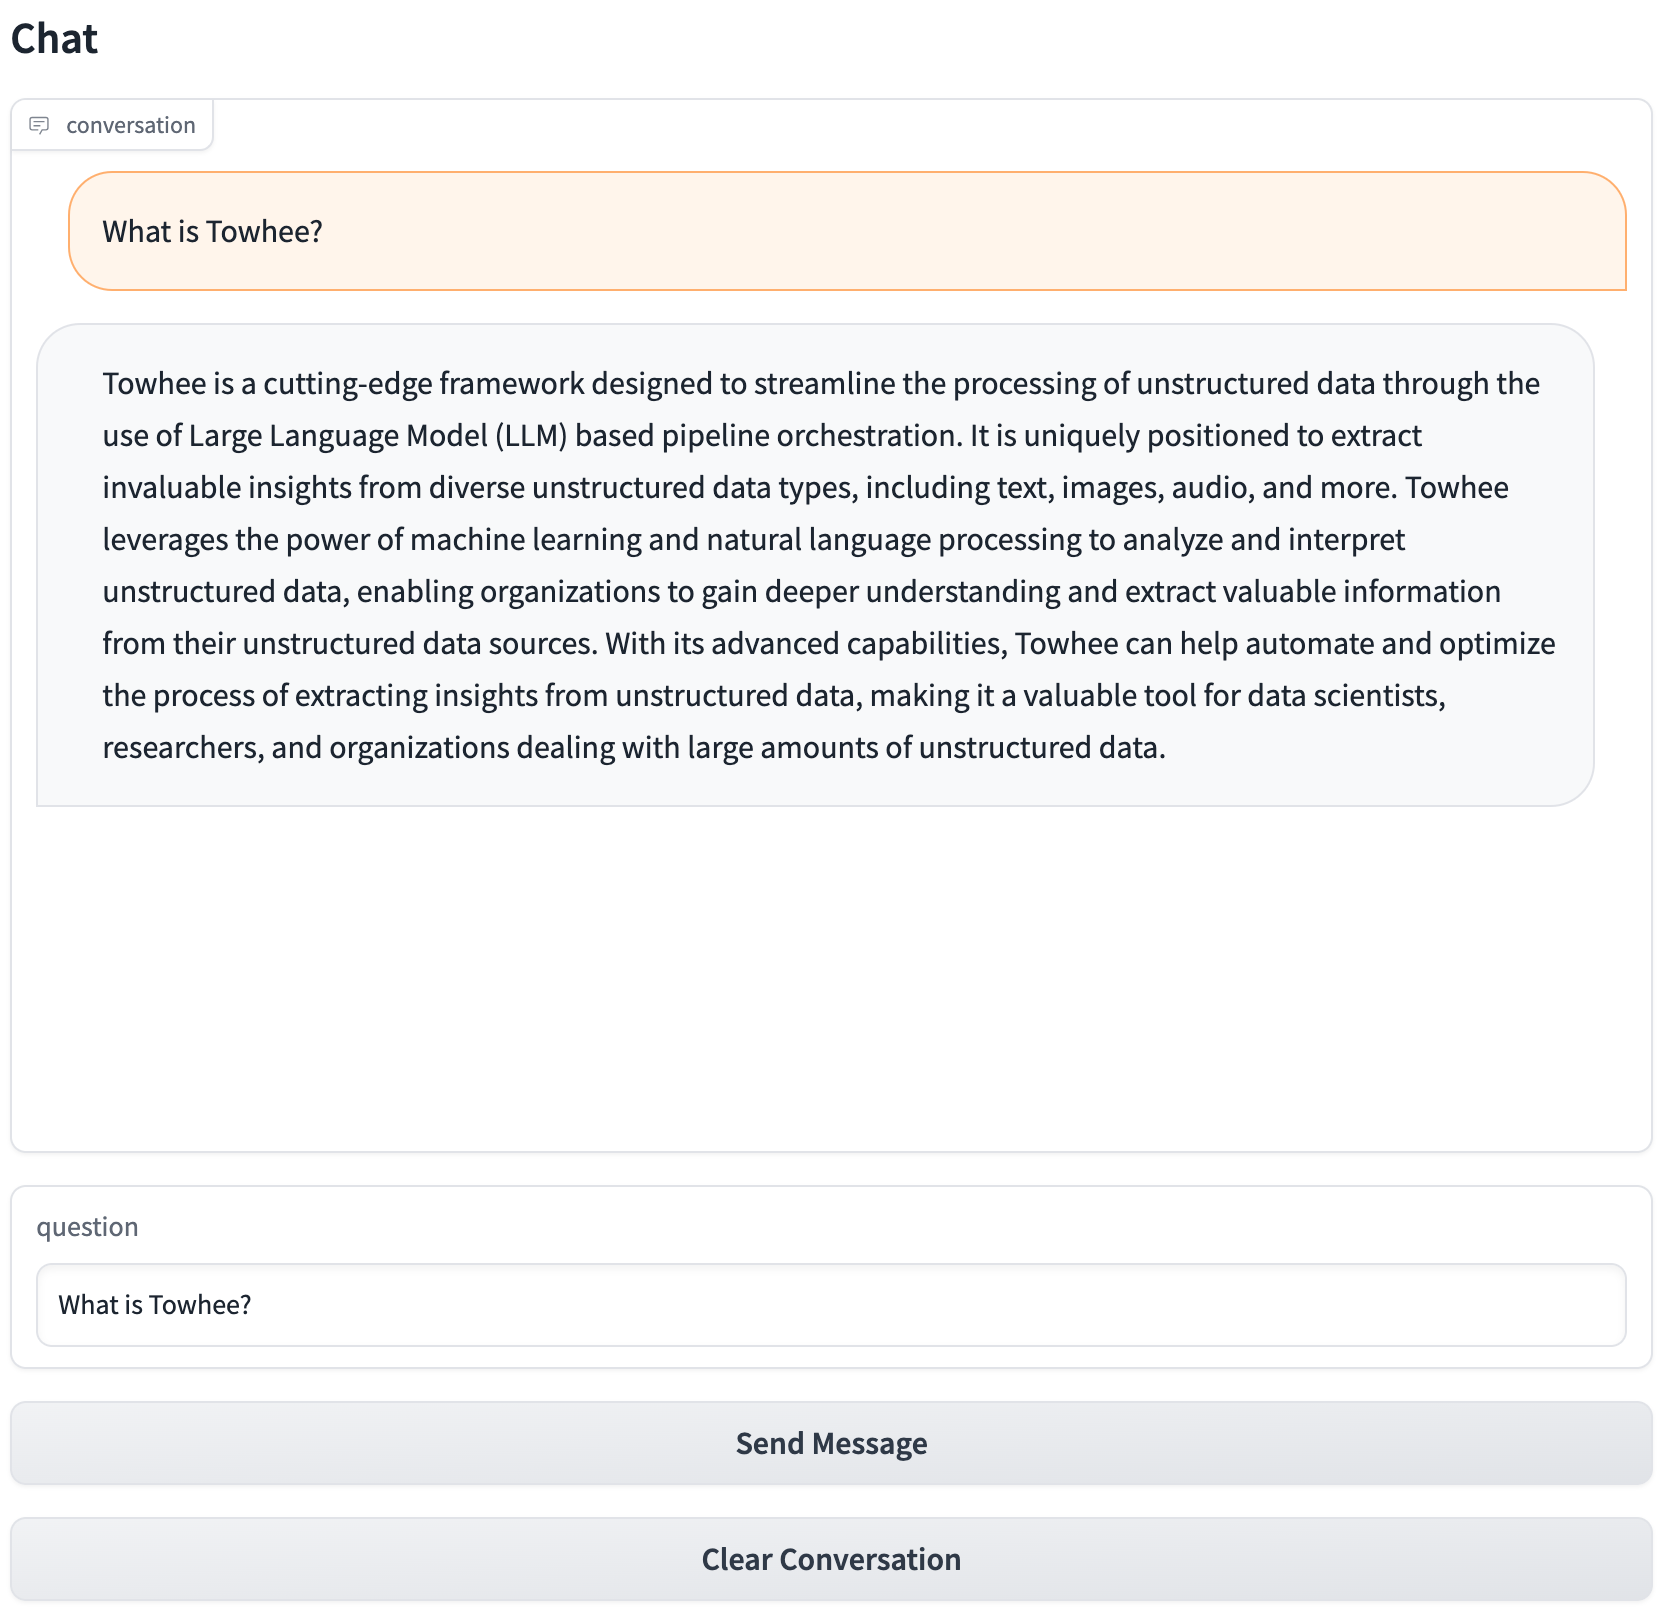 Chat
conversation
What is Towhee?
Towhee is a cutting-edge framework designed to streamline the processing of unstructured data through the
use of Large Language Model (LLM) based pipeline orchestration. It is uniquely positioned to extract
invaluable insights from diverse unstructured data types, including text, images, audio, and more. Towhee
leverages the power of machine learning and natural language processing to analyze and interpret
unstructured data, enabling organizations to gain deeper understanding and extract valuable information
from their unstructured data sources. With its advanced capabilities, Towhee can help automate and optimize
the process of extracting insights from unstructured data, making it a valuable tool for data scientists,
researchers, and organizations dealing with large amounts of unstructured data.
question
What is Towhee?
Send Message
Clear Conversation